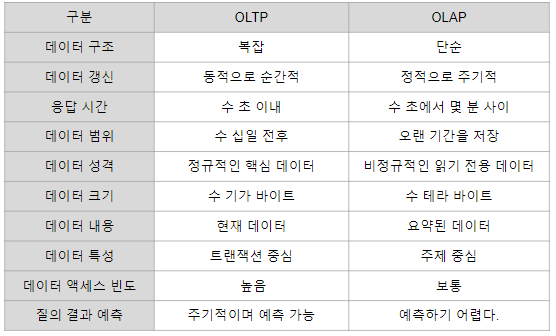 구분 OLTP OLAP
데이터 구조 복잡 단순
데이터 갱신 동적으로 순간적 정적으로 주기적
응답 시간 수 초 이내 수 초에서 몇 분 사이
데이터 범위 수 십일 전후 오랜 기간을 저장
데이터 성격 정규적인 핵심 데이터 비정규적인 읽기 전용 데이터
데이터 크기 수 기가 바이트 수 테라 바이트
데이터 내용 현재 데이터 요약된 데이터
데이터 특성 트랜잭션 중심 주제 중심
데이터 액세스 빈도 높음 보통
질의 결과 예측 주기적이며 예측 가능 예측하기 어렵다.